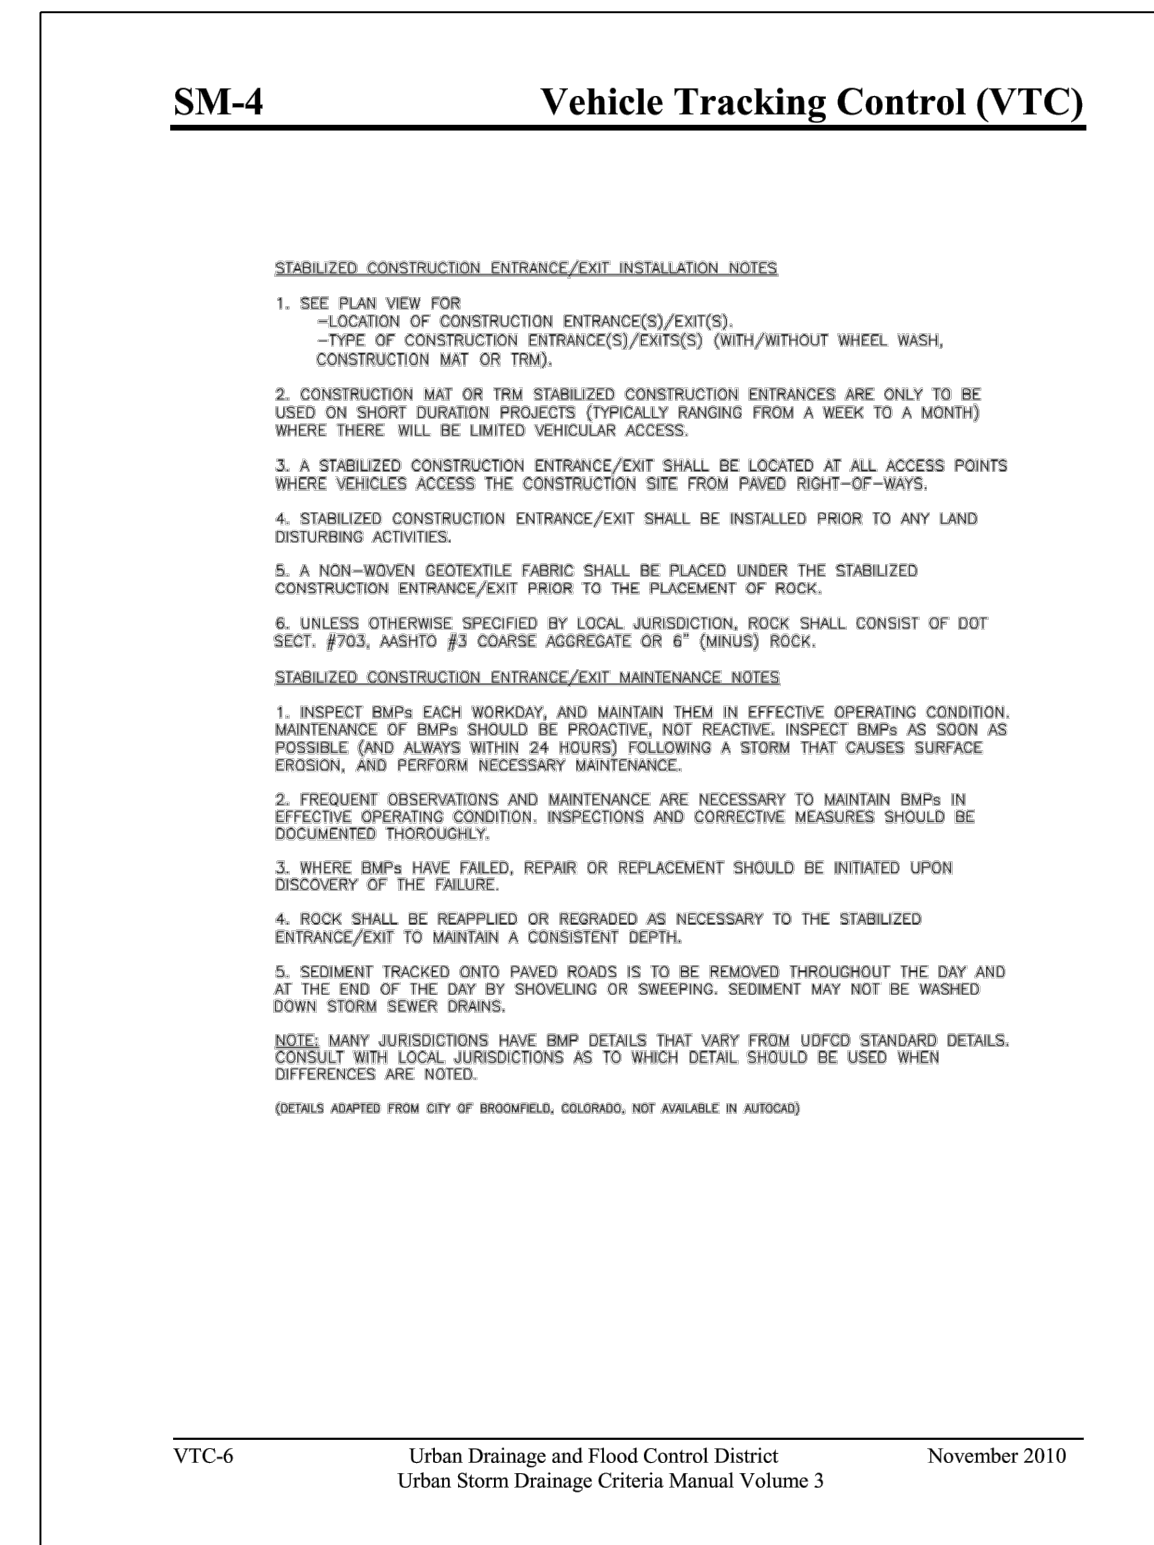 SM-4 Vehicle Tracking Control (VTC)
STABILIZED CONSTRUCTION ENTRANCE/EXIT INSTALLATION NOTES
1. SEE PLAN VIEW FOR
-LOCATION OF CONSTRUCTION ENTRANCE(S)/EXIT(S).
-TYPE OF CONSTRUCTION ENTRANCE(S)/EXITS(S) (WITH/WITHOUT WHEEL WASH,
CONSTRUCTION MAT OR TRM).
2. CONSTRUCTION MAT OR TRM STABILIZED CONSTRUCTION ENTRANCES ARE ONLY TO BE
USED ON SHORT DURATION PROJECTS (TYPICALLY RANGING FROM A WEEK TO A MONTH)
WHERE THERE WILL BE LIMITED VEHICULAR ACCESS.
3. A STABILIZED CONSTRUCTION ENTRANCE/EXIT SHALL BE LOCATED AT ALL ACCESS POINTS
WHERE VEHICLES ACCESS THE CONSTRUCTION SITE FROM PAVED RIGHT-OF-WAYS.
4. STABILIZED CONSTRUCTION ENTRANCE/EXIT SHALL BE INSTALLED PRIOR TO ANY LAND
DISTURBING ACTIVITIES.
5. A NON-WOVEN GEOTEXTILE FABRIC SHALL BE PLACED UNDER THE STABILIZED
CONSTRUCTION ENTRANCE/EXIT PRIOR TO THE PLACEMENT OF ROCK.
6. UNLESS OTHERWISE SPECIFIED BY LOCAL JURISDICTION, ROCK SHALL CONSIST OF DOT
SECT. #703, AASHTO #3 COARSE AGGREGATE OR 6" (MINUS) ROCK.
STABILIZED CONSTRUCTION ENTRANCE/EXIT MAINTENANCE NOTES
1. INSPECT BMPs EACH WORKDAY, AND MAINTAIN THEM IN EFFECTIVE OPERATING CONDITION.
MAINTENANCE OF BMPs SHOULD BE PROACTIVE, NOT REACTIVE. INSPECT BMPs AS SOON AS
POSSIBLE (AND ALWAYS WITHIN 24 HOURS) FOLLOWING A STORM THAT CAUSES SURFACE
EROSION, AND PERFORM NECESSARY MAINTENANCE.
2. FREQUENT OBSERVATIONS AND MAINTENANCE ARE NECESSARY TO MAINTAIN BMPs IN
EFFECTIVE OPERATING CONDITION. INSPECTIONS AND CORRECTIVE MEASURES SHOULD BE
DOCUMENTED THOROUGHLY.
3. WHERE BMPs HAVE FAILED, REPAIR OR REPLACEMENT SHOULD BE INITIATED UPON
DISCOVERY OF THE FAILURE.
4. ROCK SHALL BE REAPPLIED OR REGRADED AS NECESSARY TO THE STABILIZED
ENTRANCE/EXIT TO MAINTAIN A CONSISTENT DEPTH.
5. SEDIMENT TRACKED ONTO PAVED ROADS IS TO BE REMOVED THROUGHOUT THE DAY AND
AT THE END OF THE DAY BY SHOVELING OR SWEEPING. SEDIMENT MAY NOT BE WASHED
DOWN STORM SEWER DRAINS.
NOTE: MANY JURISDICTIONS HAVE BMP DETAILS THAT VARY FROM UDFCD STANDARD DETAILS.
CONSULT WITH LOCAL JURISDICTIONS AS TO WHICH DETAIL SHOULD BE USED WHEN
DIFFERENCES ARE NOTED.
(DETAILS ADAPTED FROM CITY OF BROOMFIELD, COLORADO, NOT AVAILABLE IN AUTOCAD)
VTC-6 Urban Drainage and Flood Control District November 2010
Urban Storm Drainage Criteria Manual Volume 3